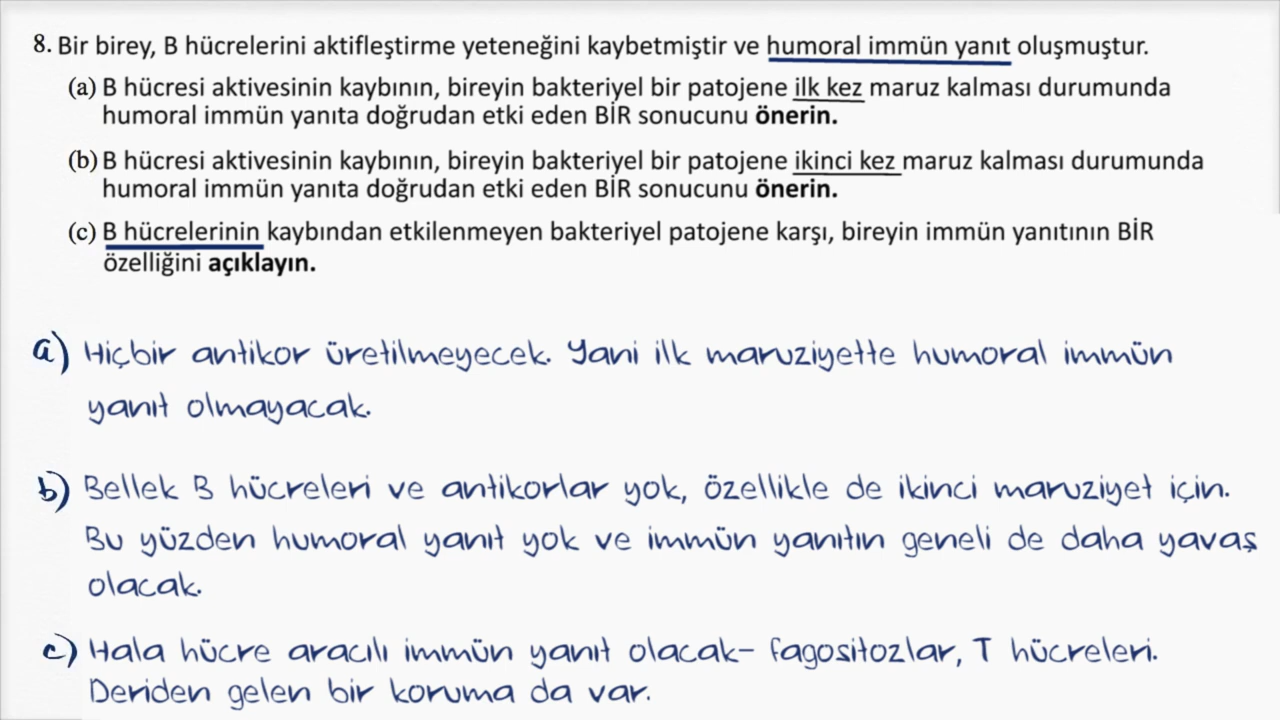 8. Bir birey, B hücrelerini aktifleştirme yeteneğini kaybetmiştir ve humoral immün yanıt oluşmuştur.
(a) B hücresi aktivesinin kaybının, bireyin bakteriyel bir patojene ilk kez maruz kalması durumunda
humoral immün yanıta doğrudan etki eden BİR sonucunu önerin.
(b) B hücresi aktivesinin kaybının, bireyin bakteriyel bir patojene ikinci kez maruz kalması durumunda
humoral immün yanıta doğrudan etki eden BİR sonucunu önerin.
(c) B hücrelerinin kaybından etkilenmeyen bakteriyel patojene karşı, bireyin immün yanıtının BİR
özelliğini açıklayın.
a) Hiçbir antikor üretilmeyecek. Yani ilk maruziyette humoral immün
yanıt olmayacak.
b) Bellek B hücreleri ve antikorlar yok, özellikle de ikinci maruziyet için.
Bu yüzden humoral yanıt yok ve immün yanıtın geneli de daha yavaş
olacak.
c) Hala hücre aracılı immün yanıt olacak- fagositozlar, T hücreleri.
Deriden gelen bir koruma da var.